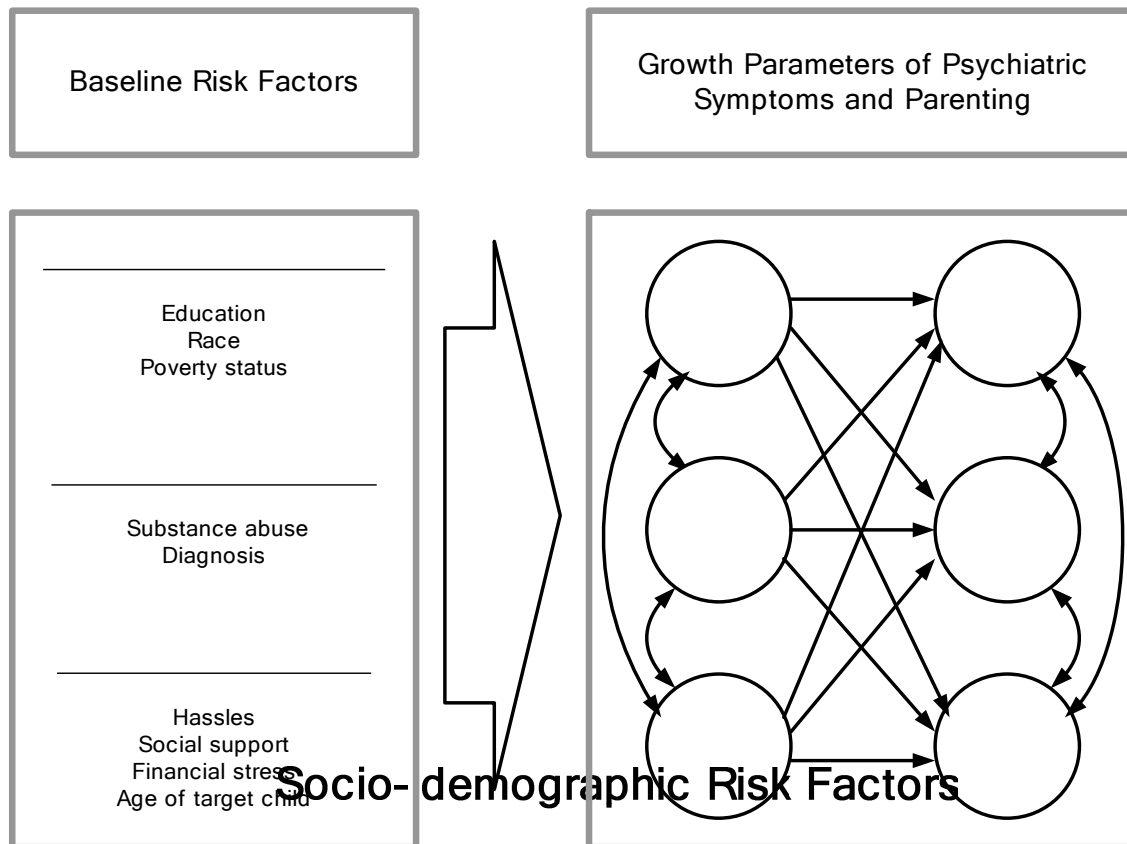 Baseline Risk Factors
Growth Parameters of Psychiatric
Symptoms and Parenting
Education
Race
Poverty status
Substance abuse
Diagnosis
Hassles
Social support
Financial stress
Age of target child
Socio- demographic Risk Factors